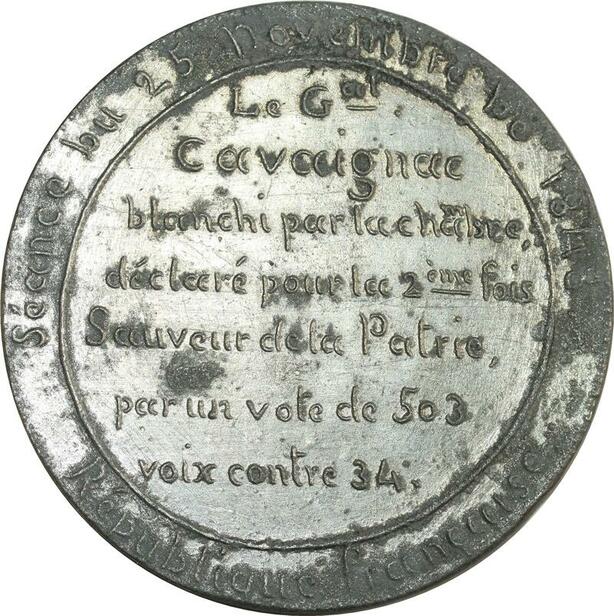 Séance du 25 Novembre de 1848
Le Gal.
Cavaignac
blanchi par la chãbre,
déclaré pour la 2ème fois
Sauveur de la Patrie,
par un vote de 503
voix contre 34.
République française